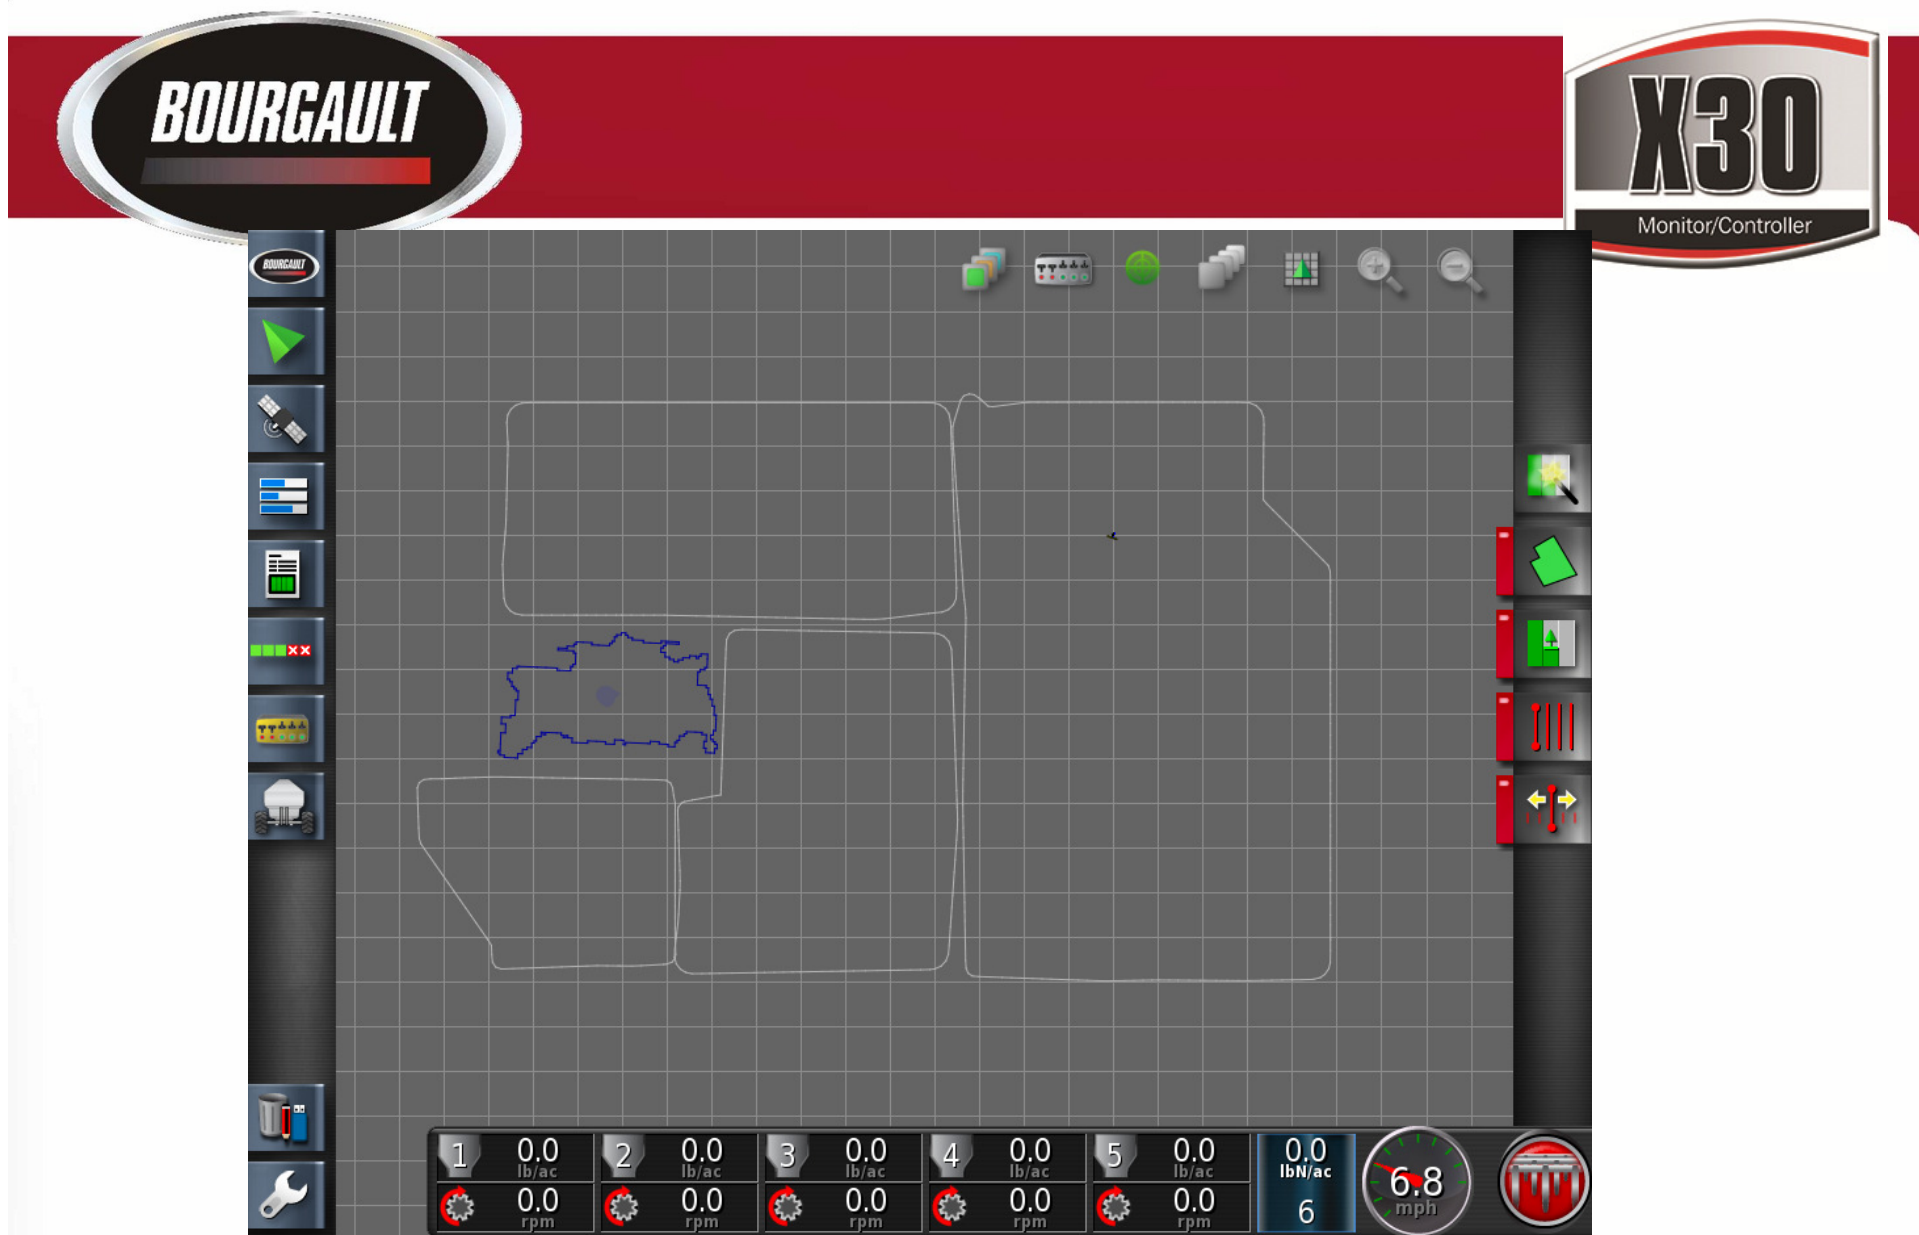 BOURGAULT
X30
Monitor/Controller
BOURGAULT
1 0.0 lb/ac 2 0.0 lb/ac 3 0.0 lb/ac 4 0.0 lb/ac 5 0.0 lb/ac 0.0 lbN/ac
0.0 rpm 0.0 rpm 0.0 rpm 0.0 rpm 0.0 rpm 6
6.8
mph